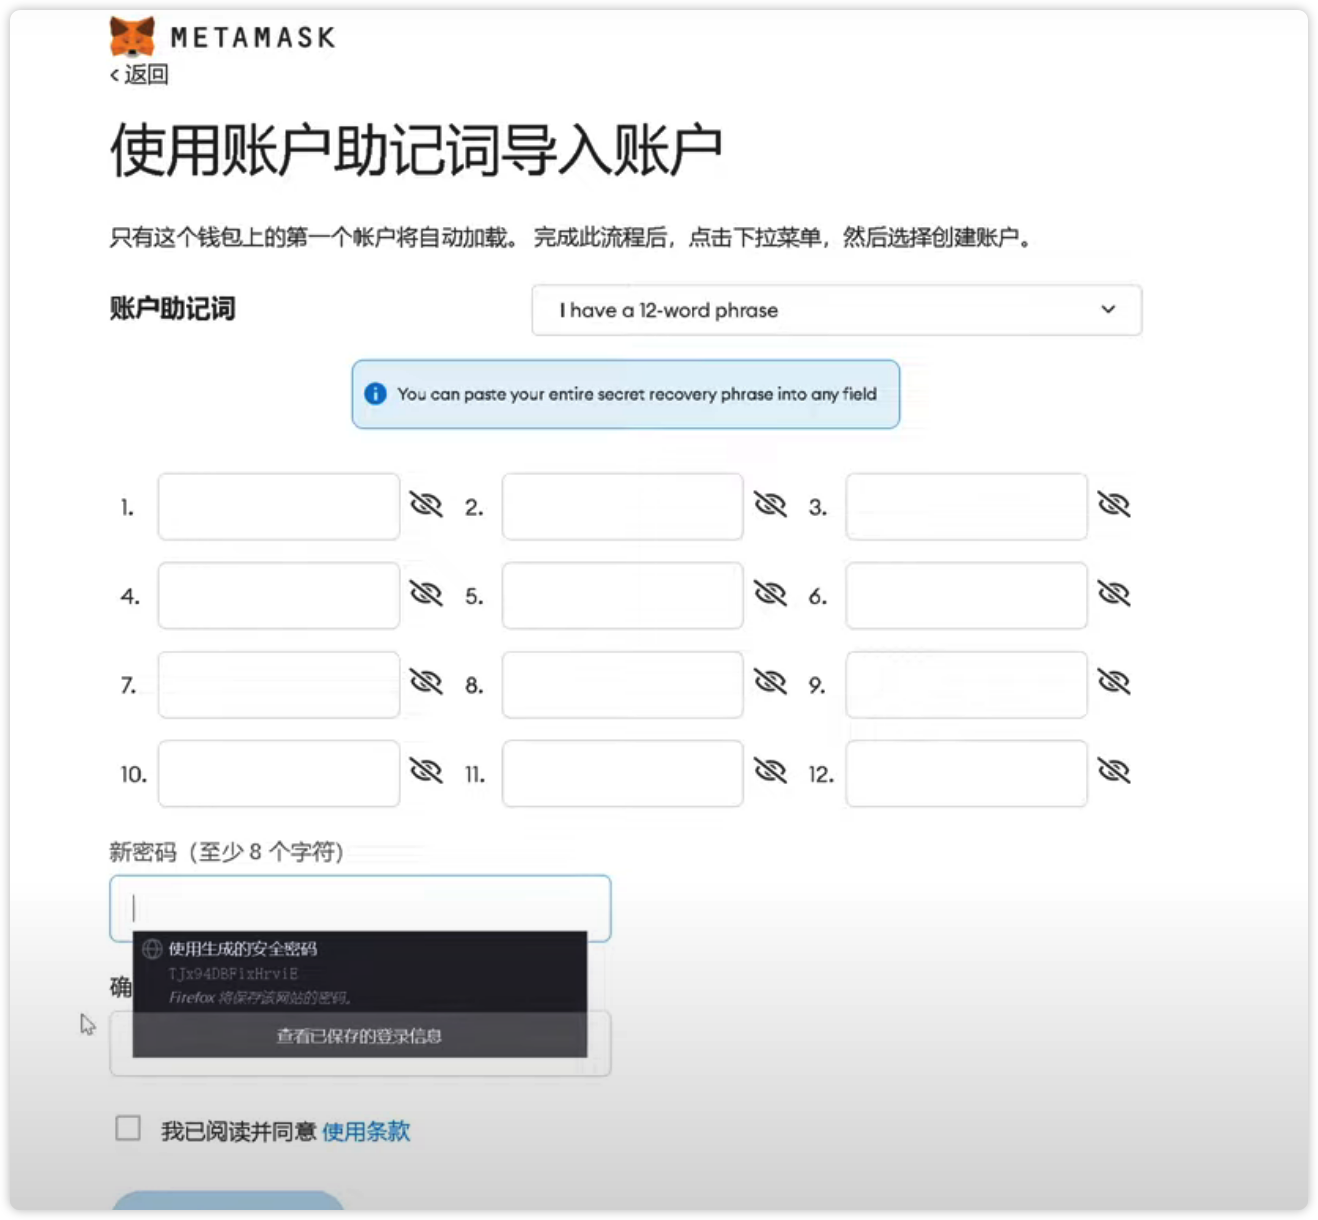 METAMASK
< 返回
使用账户助记词导入账户
只有这个钱包上的第一个帐户将自动加载。 完成此流程后，点击下拉菜单，然后选择创建账户。
账户助记词
I have a 12-word phrase
You can paste your entire secret recovery phrase into any field
1. 2. 3.
4. 5. 6.
7. 8. 9.
10. 11. 12.
新密码（至少 8 个字符）
使用生成的安全密码
TJx94DBF1xHrviE
确
Firefox 将保存该网站的密码。
查看已保存的登录信息
我已阅读并同意 使用条款